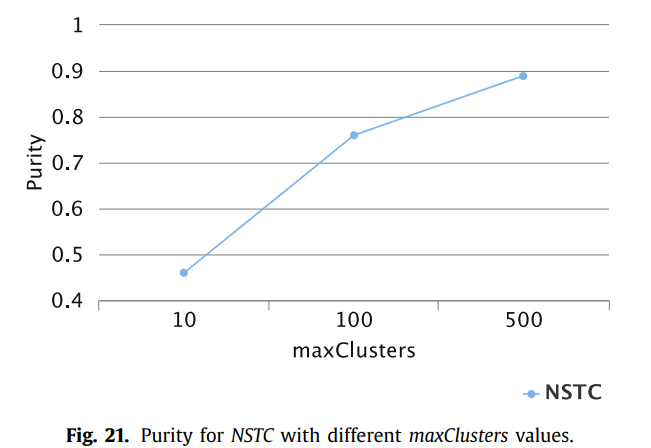 1
0.9
0.8
0.7
0.6
0.5
0.4
Purity
10 100 500
maxClusters
NSTC
Fig. 21. Purity for NSTC with different maxClusters values.